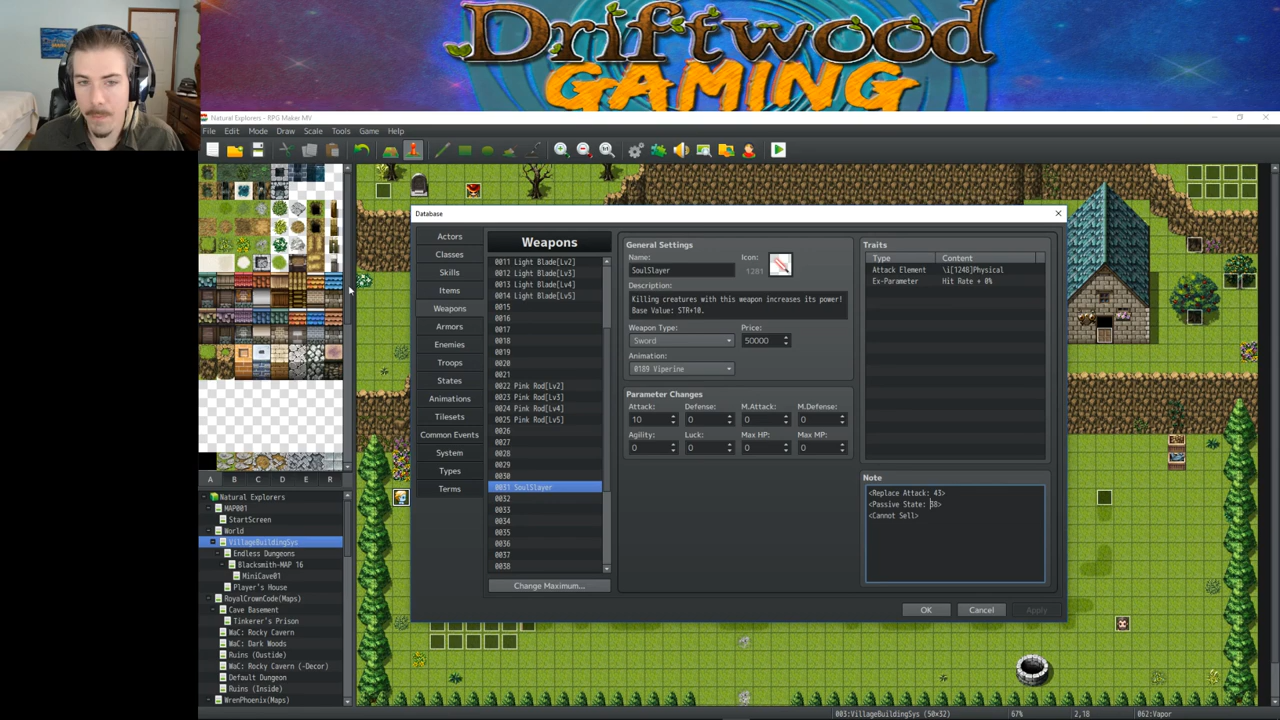 Driftwood
GAMING
Natural Explorers - RPG Maker MV
File Edit Mode Draw Scale Tools Game Help
Database
Actors
Classes
Skills
Items
Weapons
Armors
Enemies
Troops
States
Animations
Tilesets
Common Events
System
Types
Terms
Weapons
0011 Light Blade[Lv2]
0012 Light Blade[Lv3]
0013 Light Blade[Lv4]
0014 Light Blade[Lv5]
0015
0016
0017
0018
0019
0020
0021
0022 Pink Rod[Lv2]
0023 Pink Rod[Lv3]
0024 Pink Rod[Lv4]
0025 Pink Rod[Lv5]
0026
0027
0028
0029
0030
0031 SoulSlayer
0032
0033
0034
0035
0036
0037
0038
Change Maximum...
General Settings
Name: Icon:
SoulSlayer 1281
Description:
Killing creatures with this weapon increases its power!
Base Value: STR+10.
Weapon Type: Price:
Sword 50000
Animation:
0189 Viperine
Parameter Changes
Attack: Defense: M.Attack: M.Defense:
10 0 0 0
Agility: Luck: Max HP: Max MP:
0 0 0 0
Traits
Type Content
Attack Element \i[1248]Physical
Ex-Parameter Hit Rate + 0%
Note
<Replace Attack: 43>
<Passive State: 38>
<Cannot Sell>
OK Cancel Apply
A B C D E R
Natural Explorers
MAP001
StartScreen
World
VillageBuildingSys
Endless Dungeons
Blacksmith-MAP 16
MiniCave01
Player's House
RoyalCrownCode(Maps)
Cave Basement
Tinkerer's Prison
WaC: Rocky Cavern
WaC: Dark Woods
Ruins (Oustide)
WaC: Rocky Cavern (-Decor)
Default Dungeon
Ruins (Inside)
WrenPhoenix(Maps)
003:VillageBuildingSys (50x32) 67% 2,18 062:Vapor